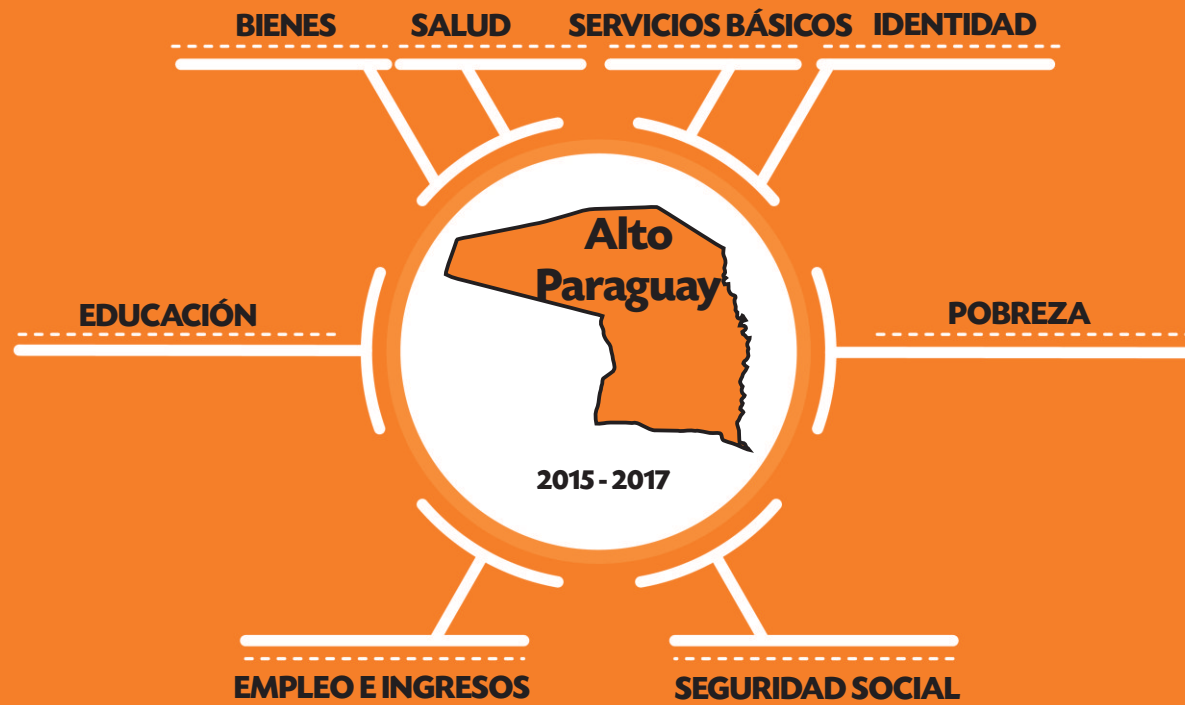 BIENES
SALUD
SERVICIOS BÁSICOS
IDENTIDAD
Alto
Paraguay
EDUCACIÓN
POBREZA
2015 - 2017
EMPLEO E INGRESOS
SEGURIDAD SOCIAL